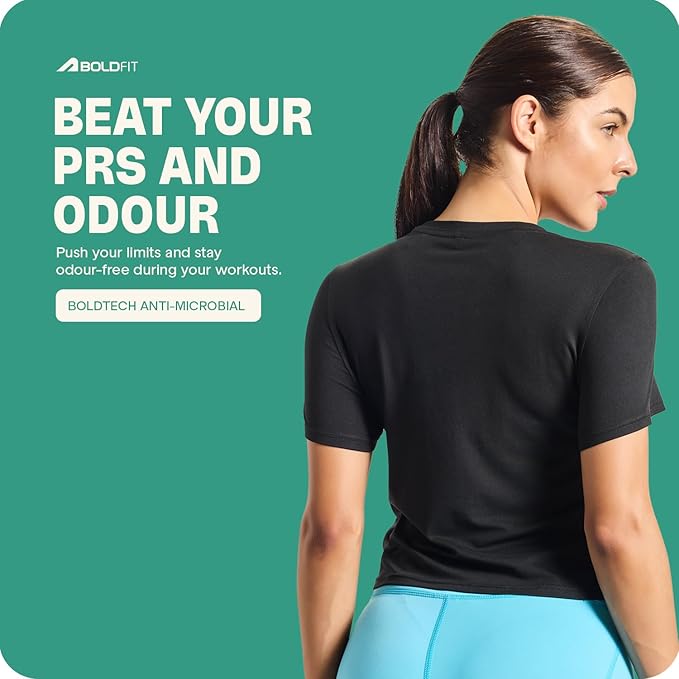 BOLDFIT
BEAT YOUR
PRS AND
ODOUR
Push your limits and stay
odour-free during your workouts.
BOLDTECH ANTI-MICROBIAL